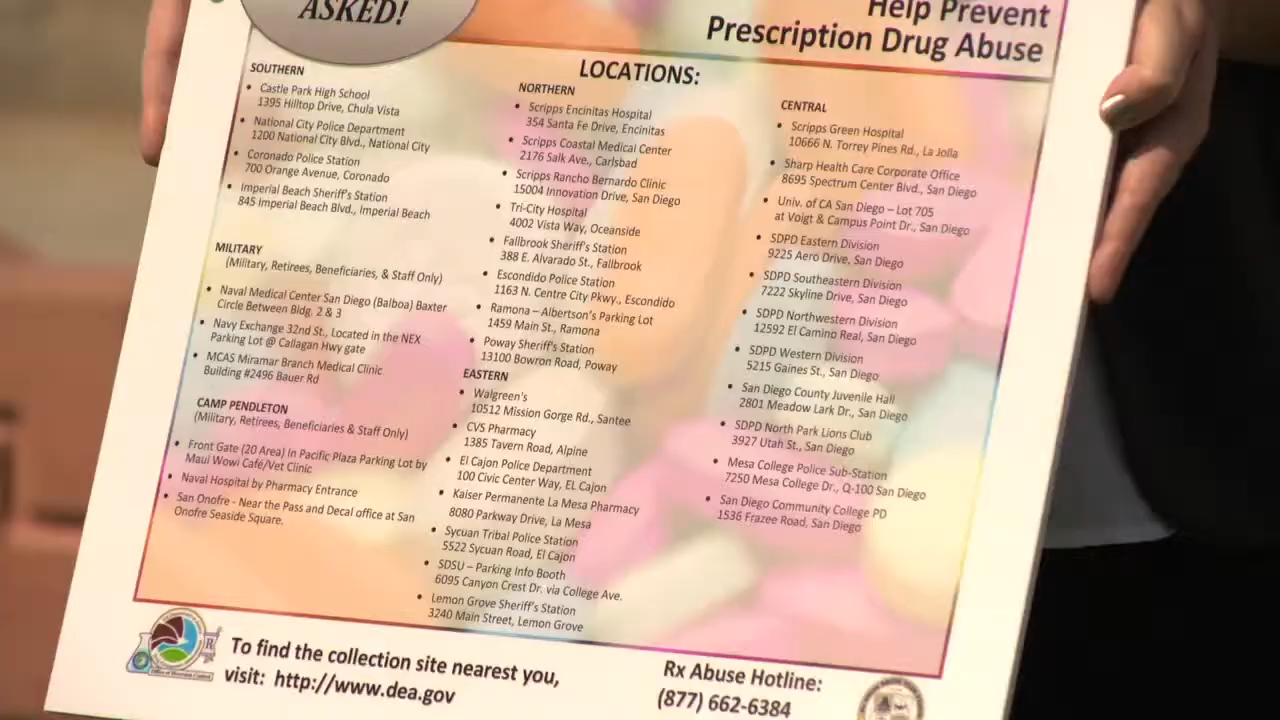 ASKED!
Help Prevent
Prescription Drug Abuse
LOCATIONS:
SOUTHERN
• Castle Park High School
1395 Hilltop Drive, Chula Vista
• National City Police Department
1200 National City Blvd., National City
• Coronado Police Station
700 Orange Avenue, Coronado
• Imperial Beach Sheriff's Station
845 Imperial Beach Blvd., Imperial Beach
MILITARY
(Military, Retirees, Beneficiaries, & Staff Only)
• Naval Medical Center San Diego (Balboa) Baxter
Circle Between Bldg. 2 & 3
• Navy Exchange 32nd St., Located in the NEX
Parking Lot @ Callagan Hwy gate
• MCAS Miramar Branch Medical Clinic
Building #2496 Bauer Rd
CAMP PENDLETON
(Military, Retirees, Beneficiaries & Staff Only)
• Front Gate (20 Area) in Pacific Plaza Parking Lot by
Maui Wowi Café/Vet Clinic
• Naval Hospital by Pharmacy Entrance
• San Onofre - Near the Pass and Decal office at San
Onofre Seaside Square.
NORTHERN
• Scripps Encinitas Hospital
354 Santa Fe Drive, Encinitas
• Scripps Coastal Medical Center
2176 Salk Ave., Carlsbad
• Scripps Rancho Bernardo Clinic
15004 Innovation Drive, San Diego
• Tri-City Hospital
4002 Vista Way, Oceanside
• Fallbrook Sheriff's Station
388 E. Alvarado St., Fallbrook
• Escondido Police Station
1163 N. Centre City Pkwy., Escondido
• Ramona – Albertson's Parking Lot
1459 Main St., Ramona
• Poway Sheriff's Station
13100 Bowron Road, Poway
EASTERN
• Walgreen's
10512 Mission Gorge Rd., Santee
• CVS Pharmacy
1385 Tavern Road, Alpine
• El Cajon Police Department
100 Civic Center Way, EL Cajon
• Kaiser Permanente La Mesa Pharmacy
8080 Parkway Drive, La Mesa
• Sycuan Tribal Police Station
5522 Sycuan Road, El Cajon
• SDSU – Parking Info Booth
6095 Canyon Crest Dr. via College Ave.
• Lemon Grove Sheriff's Station
3240 Main Street, Lemon Grove
CENTRAL
• Scripps Green Hospital
10666 N. Torrey Pines Rd., La Jolla
• Sharp Health Care Corporate Office
8695 Spectrum Center Blvd., San Diego
• Univ. of CA San Diego – Lot 705
at Voigt & Campus Point Dr., San Diego
• SDPD Eastern Division
9225 Aero Drive, San Diego
• SDPD Southeastern Division
7222 Skyline Drive, San Diego
• SDPD Northwestern Division
12592 El Camino Real, San Diego
• SDPD Western Division
5215 Gaines St., San Diego
• San Diego County Juvenile Hall
2801 Meadow Lark Dr., San Diego
• SDPD North Park Lions Club
3927 Utah St., San Diego
• Mesa College Police Sub-Station
7250 Mesa College Dr., Q-100 San Diego
• San Diego Community College PD
1536 Frazee Road, San Diego
To find the collection site nearest you,
visit: http://www.dea.gov
Rx Abuse Hotline:
(877) 662-6384